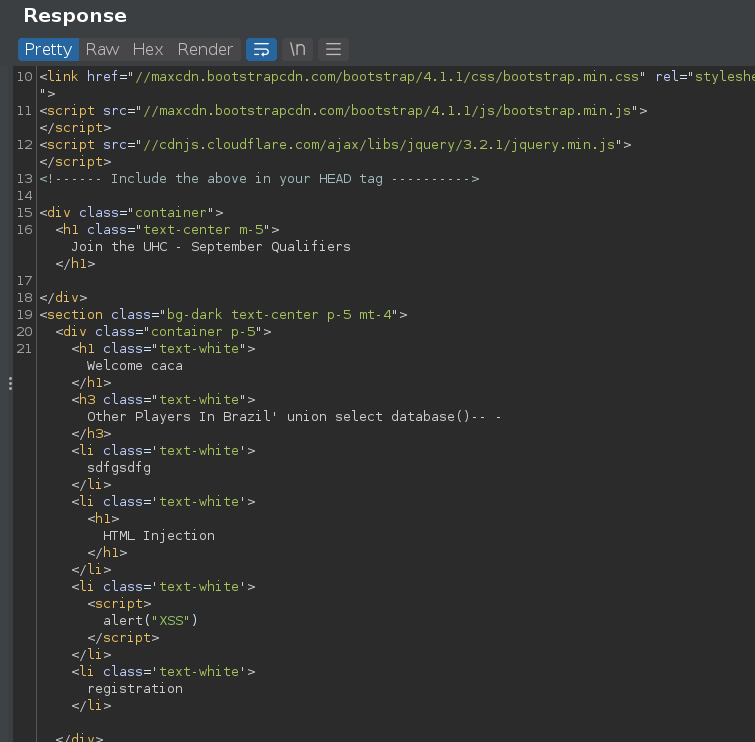 Response
Pretty Raw Hex Render \n
10 <link href="//maxcdn.bootstrapcdn.com/bootstrap/4.1.1/css/bootstrap.min.css" rel="styleshe
">
11 <script src="//maxcdn.bootstrapcdn.com/bootstrap/4.1.1/js/bootstrap.min.js">
</script>
12 <script src="//cdnjs.cloudflare.com/ajax/libs/jquery/3.2.1/jquery.min.js">
</script>
13 <!------ Include the above in your HEAD tag ---------->
14
15 <div class="container">
16 <h1 class="text-center m-5">
Join the UHC - September Qualifiers
</h1>
17
18 </div>
19 <section class="bg-dark text-center p-5 mt-4">
20 <div class="container p-5">
21 <h1 class="text-white">
Welcome caca
</h1>
<h3 class="text-white">
Other Players In Brazil' union select database()-- -
</h3>
<li class='text-white'>
sdfgsdfg
</li>
<li class='text-white'>
<h1>
HTML Injection
</h1>
</li>
<li class='text-white'>
<script>
alert("XSS")
</script>
</li>
<li class='text-white'>
registration
</li>
</div>